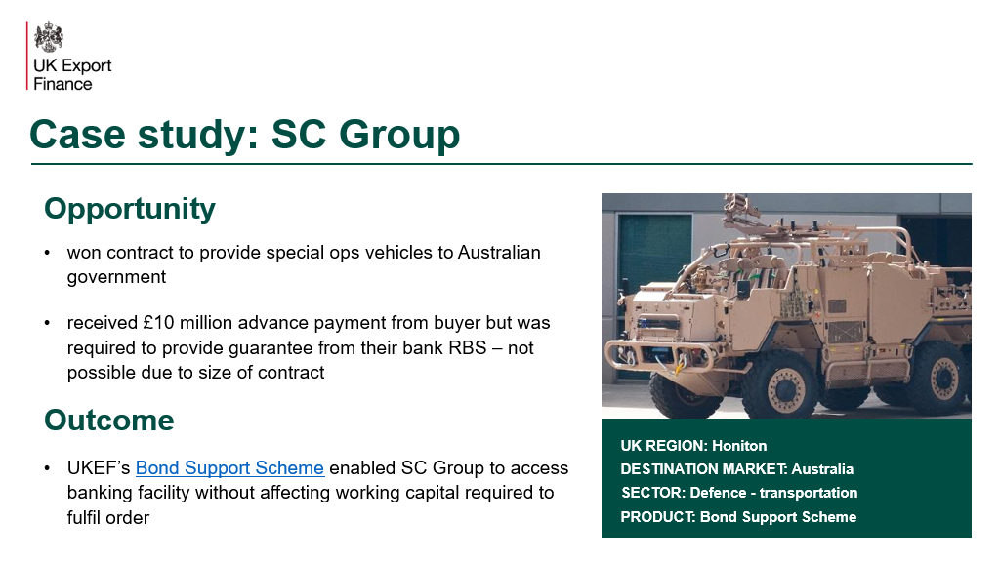 UK Export
Finance
Case study: SC Group
Opportunity
• won contract to provide special ops vehicles to Australian
government
• received £10 million advance payment from buyer but was
required to provide guarantee from their bank RBS – not
possible due to size of contract
Outcome
• UKEF’s Bond Support Scheme enabled SC Group to access
banking facility without affecting working capital required to
fulfil order
UK REGION: Honiton
DESTINATION MARKET: Australia
SECTOR: Defence - transportation
PRODUCT: Bond Support Scheme